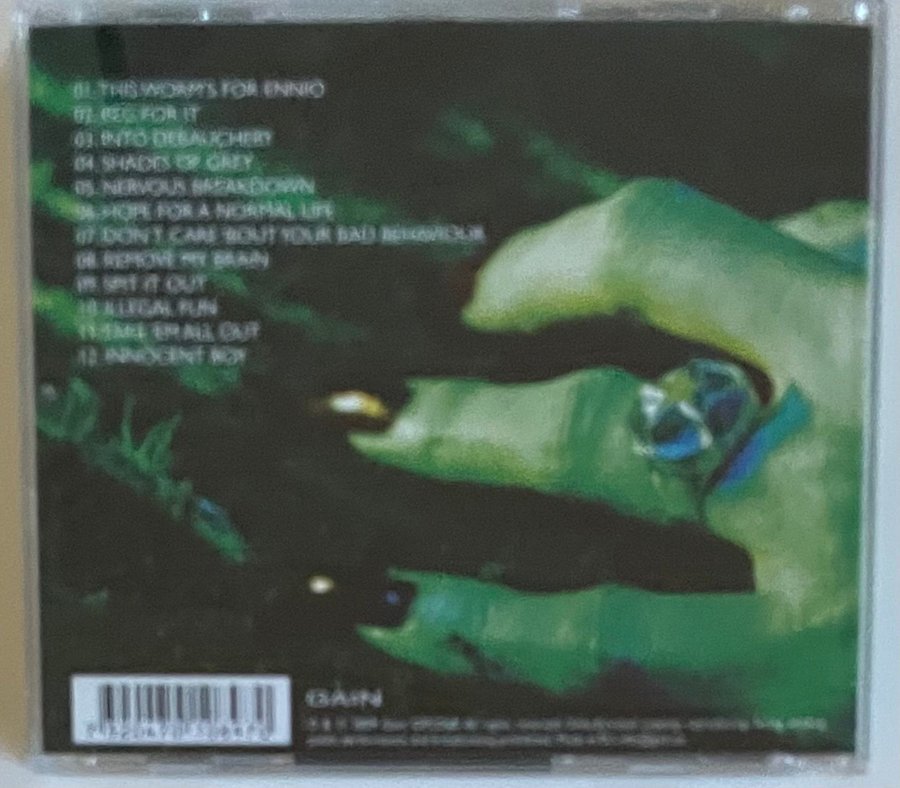 01. THIS WORM'S FOR ENNIO
02. BEG FOR IT
03. INTO DEBAUCHERY
04. SHADES OF GREY
05. NERVOUS BREAKDOWN
06. HOPE FOR A NORMAL LIFE
07. DON'T CARE 'BOUT YOUR BAD BEHAVIOUR
08. REMOVE MY BRAIN
09. SPIT IT OUT
10. ILLEGAL FUN
11. TAKE 'EM ALL OUT
12. INNOCENT BOY
GAIN